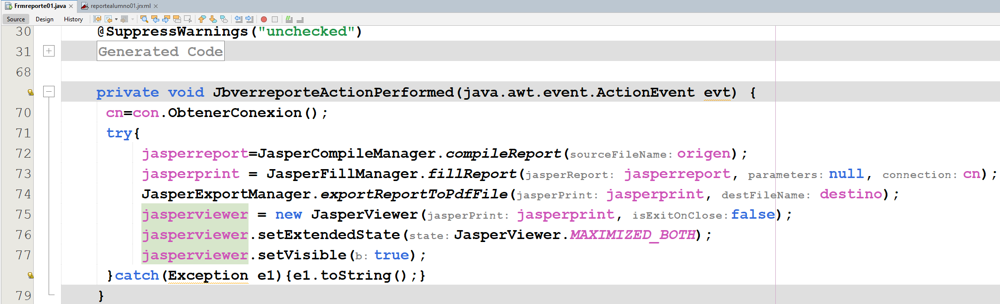 Frmreporte01.java × reportealumno01.jrxml ×
Source Design History
30 @SuppressWarnings("unchecked")
31 Generated Code
68
private void JbverreporteActionPerformed(java.awt.event.ActionEvent evt) {
70 cn=con.ObtenerConexion();
71 try{
72 jasperreport=JasperCompileManager.compileReport(sourceFileName: origen);
73 jasperprint = JasperFillManager.fillReport(jasperReport: jasperreport, parameters: null, connection: cn);
74 JasperExportManager.exportReportToPdfFile(jasperPrint: jasperprint, destFileName: destino);
75 jasperviewer = new JasperViewer(jasperPrint: jasperprint, isExitOnClose: false);
76 jasperviewer.setExtendedState(state: JasperViewer.MAXIMIZED_BOTH);
77 jasperviewer.setVisible(b: true);
}catch(Exception e1){e1.toString();}
79 }